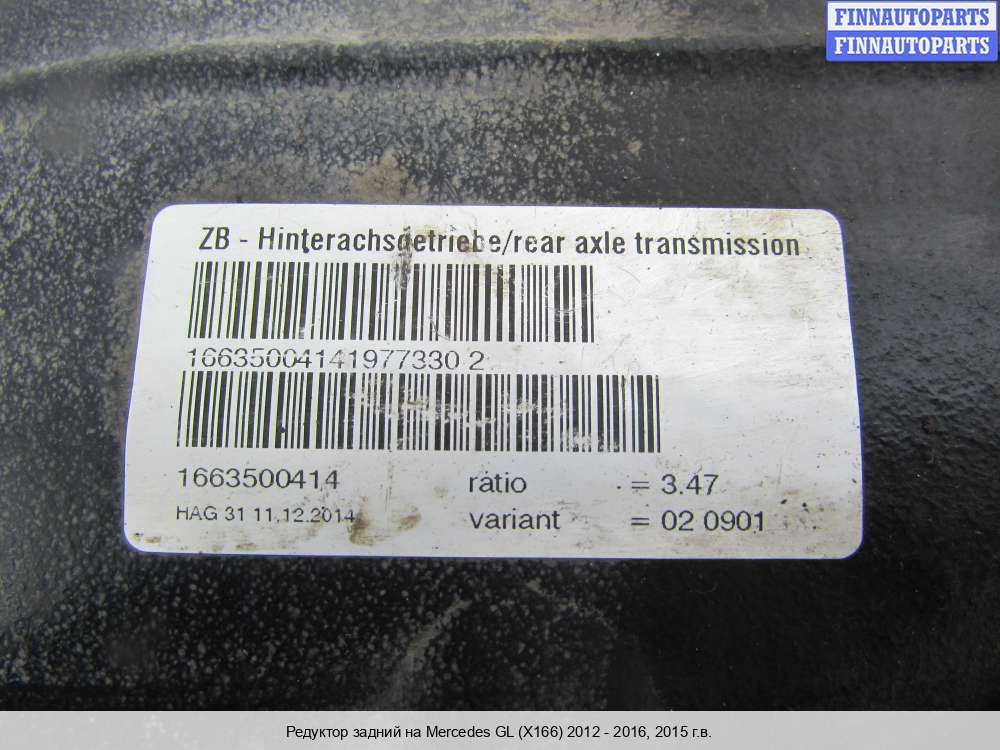 FINNAUTOPARTS
FINNAUTOPARTS
ZB - Hinterachsgetriebe/rear axle transmission
16635004141977330 2
1663500414 ratio = 3.47
HAG 31 11.12.2014 variant = 02 0901
Редуктор задний на Mercedes GL (X166) 2012 - 2016, 2015 г.в.